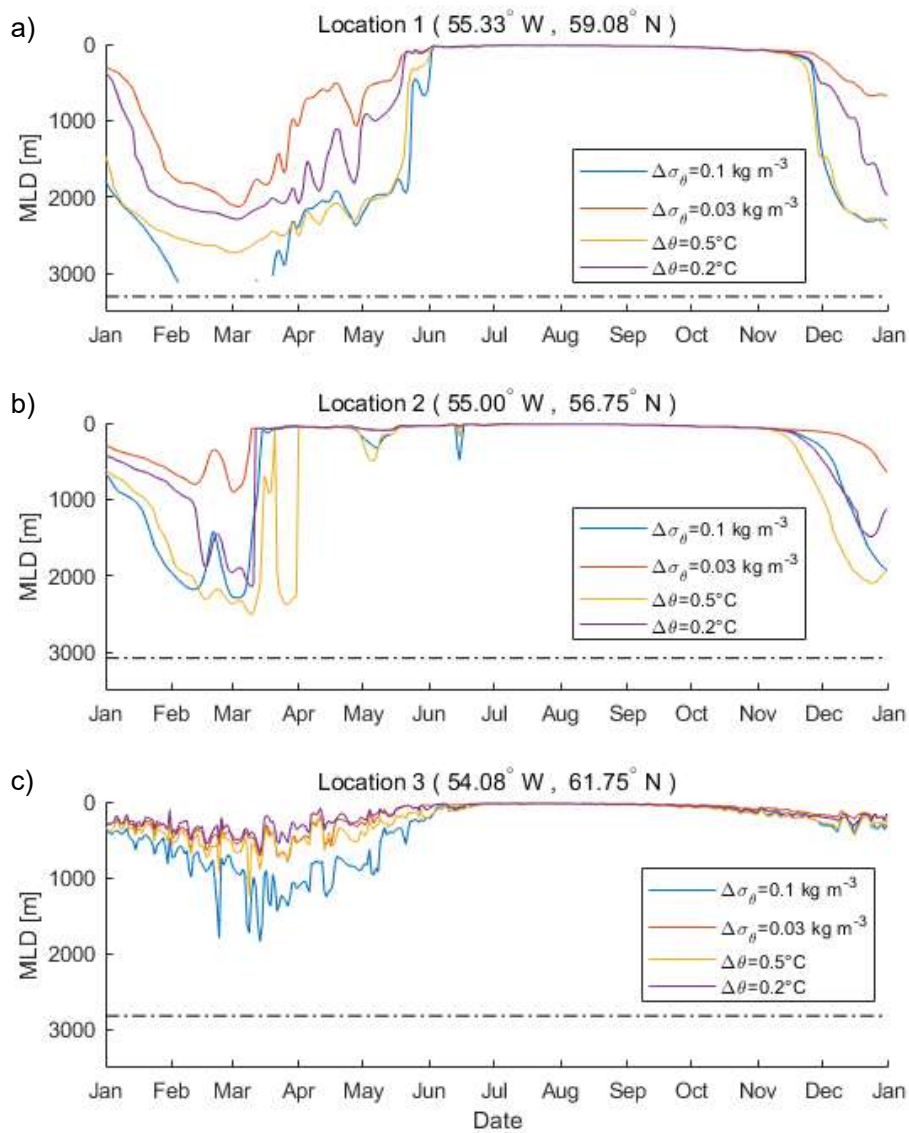 a)
Location 1 ( 55.33° W , 59.08° N )
0
1000
2000
3000
MLD [m]
Δσθ=0.1 kg m-3
Δσθ=0.03 kg m-3
Δθ=0.5°C
Δθ=0.2°C
Jan Feb Mar Apr May Jun Jul Aug Sep Oct Nov Dec Jan
b)
Location 2 ( 55.00° W , 56.75° N )
0
1000
2000
3000
MLD [m]
Δσθ=0.1 kg m-3
Δσθ=0.03 kg m-3
Δθ=0.5°C
Δθ=0.2°C
Jan Feb Mar Apr May Jun Jul Aug Sep Oct Nov Dec Jan
c)
Location 3 ( 54.08° W , 61.75° N )
0
1000
2000
3000
MLD [m]
Δσθ=0.1 kg m-3
Δσθ=0.03 kg m-3
Δθ=0.5°C
Δθ=0.2°C
Jan Feb Mar Apr May Jun Jul Aug Sep Oct Nov Dec Jan
Date